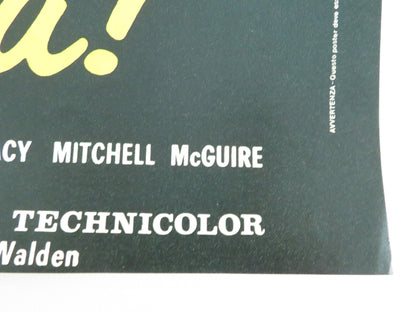 a!
ACY MITCHELL McGUIRE
TECHNICOLOR
Walden
AVVERTENZA - Questo poster deve es